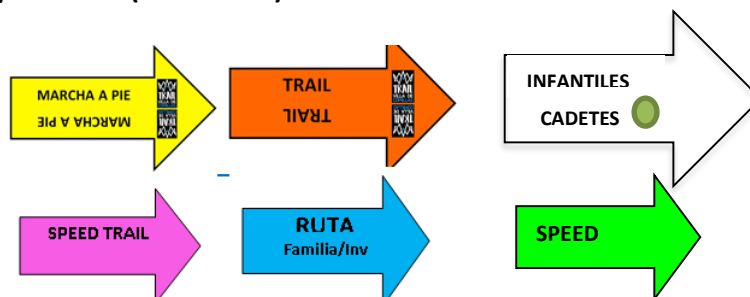 MARCHA A PIE
MARCHA A PIE
TRAIL
TRAIL
INFANTILES
CADETES
SPEED TRAIL
RUTA
Familia/Inv
SPEED